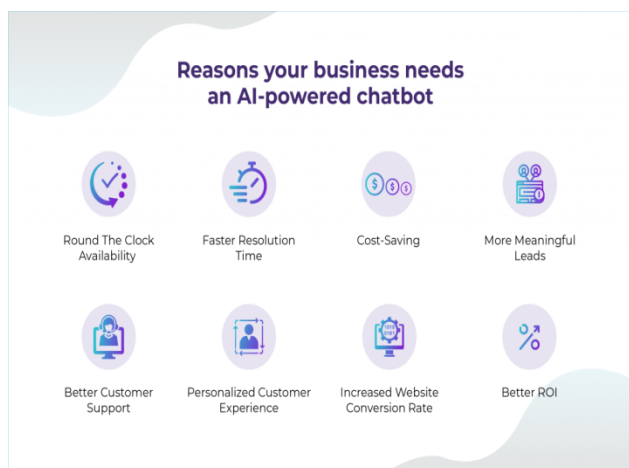 Reasons your business needs
an AI-powered chatbot
Round The Clock
Availability
Faster Resolution
Time
Cost-Saving
More Meaningful
Leads
Better Customer
Support
Personalized Customer
Experience
Increased Website
Conversion Rate
Better ROI